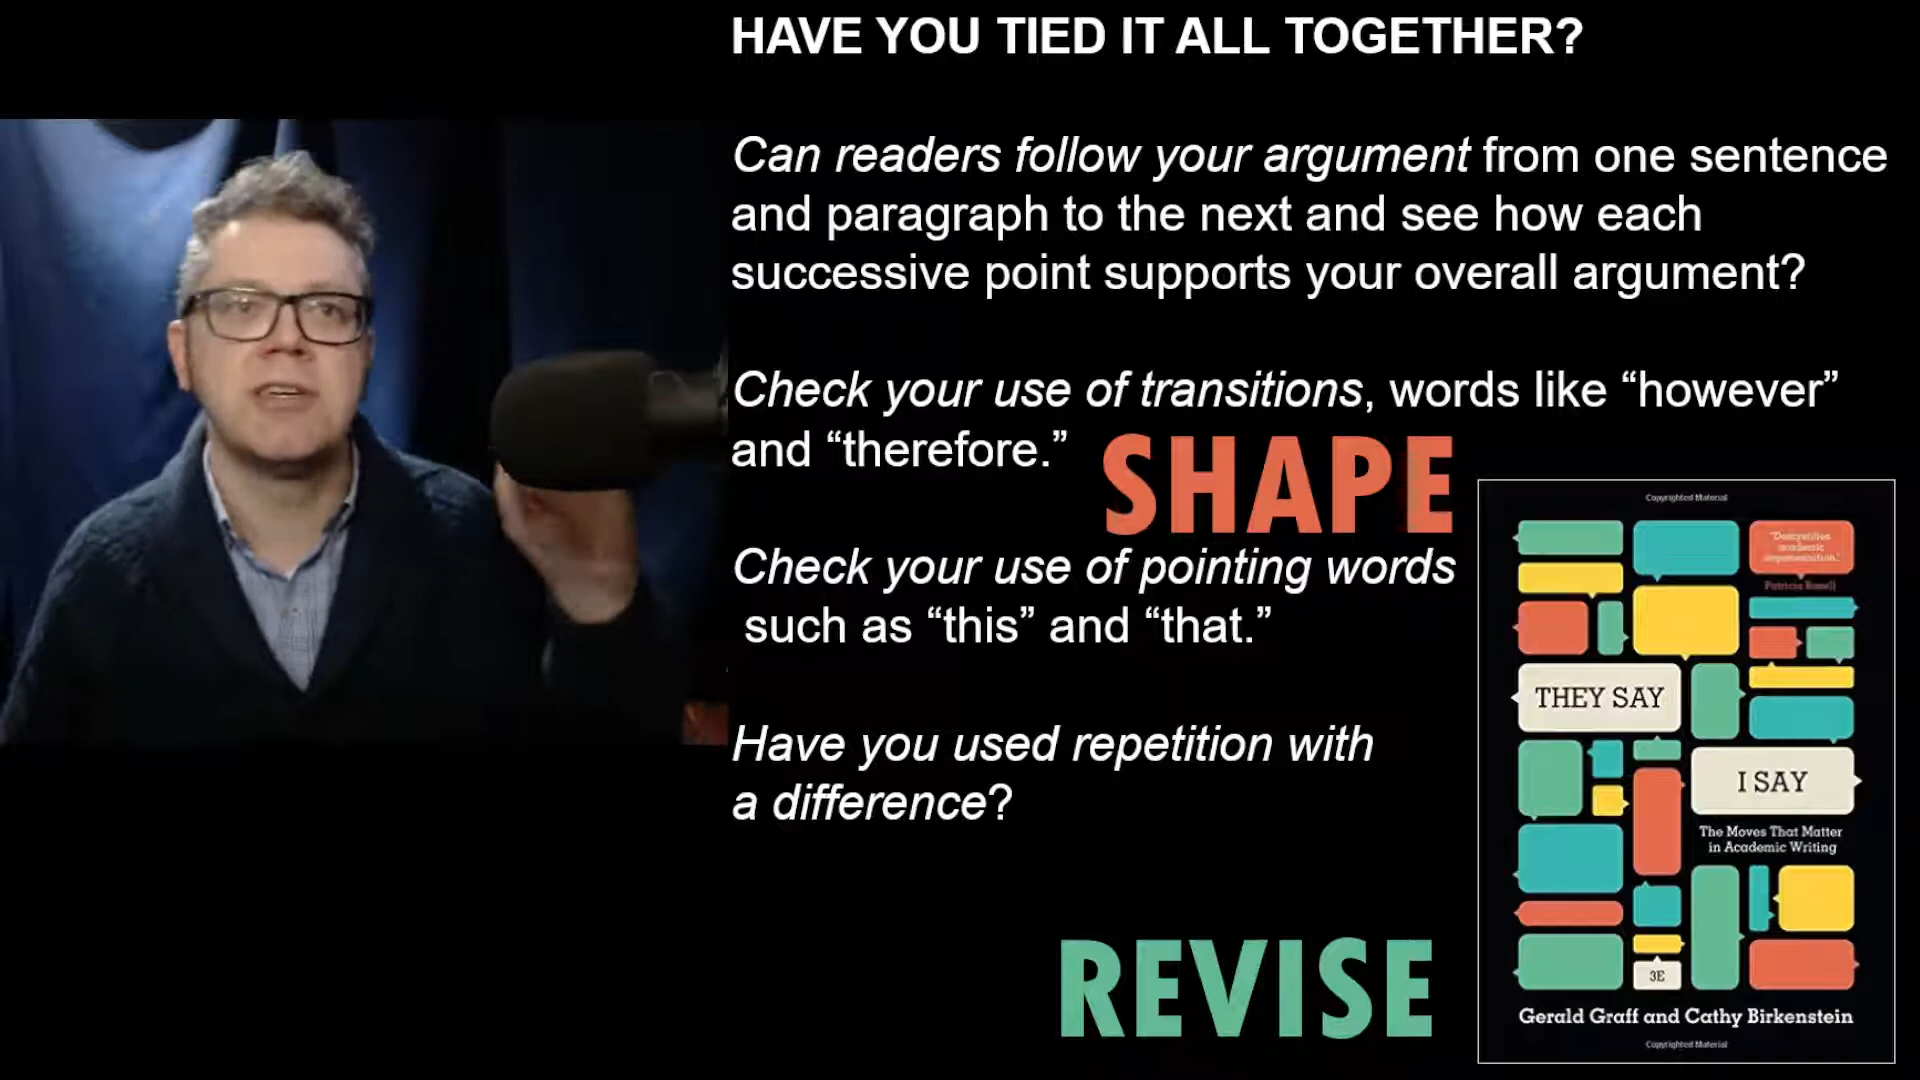 HAVE YOU TIED IT ALL TOGETHER?
Can readers follow your argument from one sentence
and paragraph to the next and see how each
successive point supports your overall argument?
Check your use of transitions, words like “however”
and “therefore.”
SHAPE
Check your use of pointing words
such as “this” and “that.”
Have you used repetition with
a difference?
REVISE
Copyrighted Material
"Demystifies
academic
argumentation."
THEY SAY
I SAY
The Moves That Matter
in Academic Writing
3E
Gerald Graff and Cathy Birkenstein
Copyrighted Material